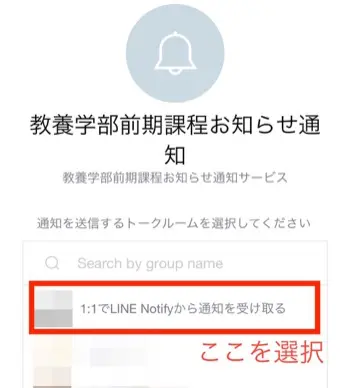 教養学部前期課程お知らせ通
知
教養学部前期課程お知らせ通知サービス
通知を送信するトークルームを選択してください
Search by group name
1:1でLINE Notifyから通知を受け取る
ここを選択